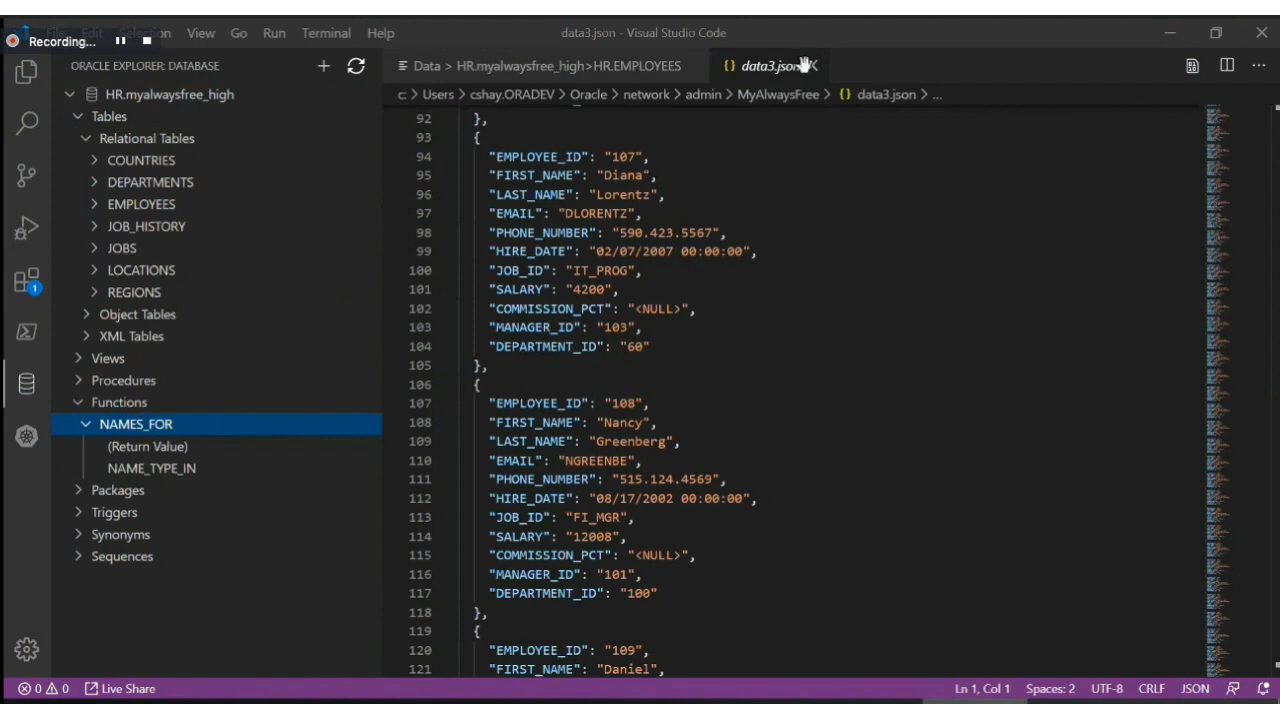 File Edit Selection View Go Run Terminal Help
data3.json - Visual Studio Code
Recording...
ORACLE EXPLORER: DATABASE
HR.myalwaysfree_high
Tables
Relational Tables
COUNTRIES
DEPARTMENTS
EMPLOYEES
JOB_HISTORY
JOBS
LOCATIONS
REGIONS
Object Tables
XML Tables
Views
Procedures
Functions
NAMES_FOR
(Return Value)
NAME_TYPE_IN
Packages
Triggers
Synonyms
Sequences
1
Data > HR.myalwaysfree_high>HR.EMPLOYEES
{} data3.json
c > Users > cshay.ORADEV > Oracle > network > admin > MyAlwaysFree > {} data3.json > ...
92 },
93 {
94 "EMPLOYEE_ID": "107",
95 "FIRST_NAME": "Diana",
96 "LAST_NAME": "Lorentz",
97 "EMAIL": "DLORENTZ",
98 "PHONE_NUMBER": "590.423.5567",
99 "HIRE_DATE": "02/07/2007 00:00:00",
100 "JOB_ID": "IT_PROG",
101 "SALARY": "4200",
102 "COMMISSION_PCT": "<NULL>",
103 "MANAGER_ID": "103",
104 "DEPARTMENT_ID": "60"
105 },
106 {
107 "EMPLOYEE_ID": "108",
108 "FIRST_NAME": "Nancy",
109 "LAST_NAME": "Greenberg",
110 "EMAIL": "NGREENBE",
111 "PHONE_NUMBER": "515.124.4569",
112 "HIRE_DATE": "08/17/2002 00:00:00",
113 "JOB_ID": "FI_MGR",
114 "SALARY": "12008",
115 "COMMISSION_PCT": "<NULL>",
116 "MANAGER_ID": "101",
117 "DEPARTMENT_ID": "100"
118 },
119 {
120 "EMPLOYEE_ID": "109",
121 "FIRST_NAME": "Daniel",
0 0 Live Share
Ln 1, Col 1 Spaces: 2 UTF-8 CRLF JSON